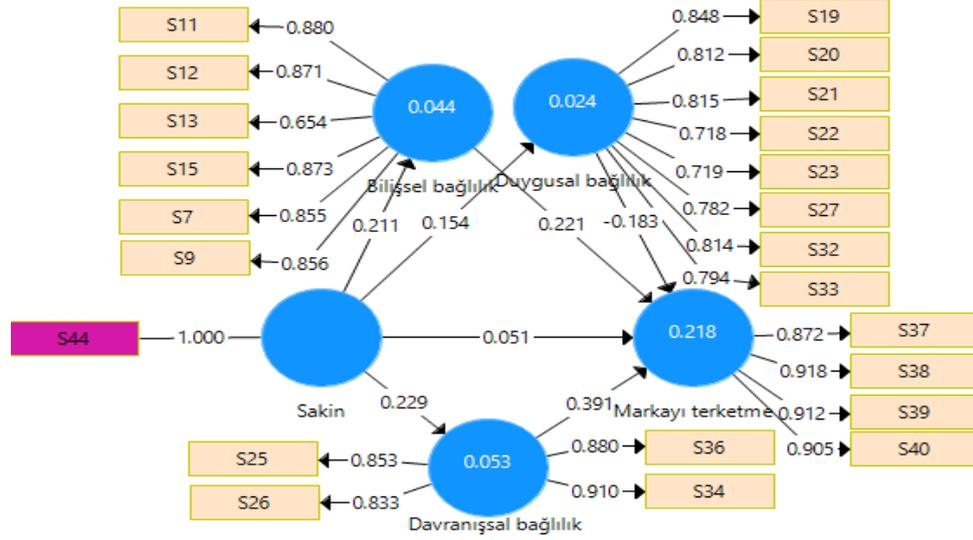 S11
0.880
S12
0.871
S13
0.654
S15
0.873
S7
0.855
S9
0.856
0.044
Bilişsel bağlılık
0.024
Duygusal bağlılık
0.848
S19
0.812
S20
0.815
S21
0.718
S22
0.719
S23
0.782
S27
0.814
S32
0.794
S33
0.211
0.154
0.221
-0.183
S44
1.000
Sakin
0.051
0.218
Markayı terketme
0.872
S37
0.918
S38
0.912
S39
0.905
S40
0.229
0.391
0.053
Davranışsal bağlılık
S25
0.853
S26
0.833
0.880
S36
0.910
S34